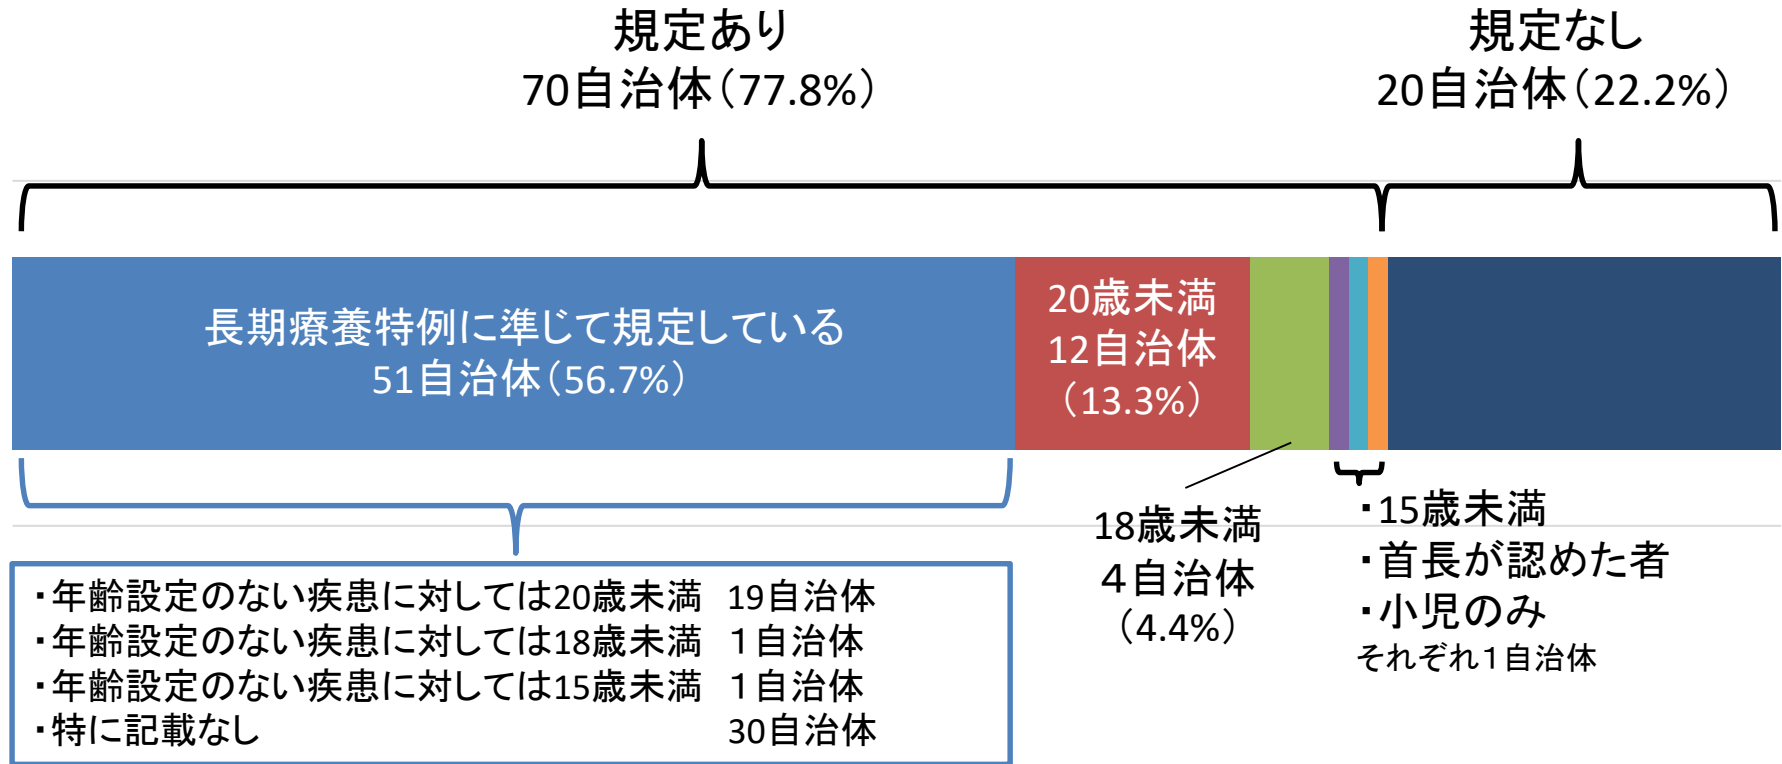 規定あり
70自治体（77.8%）
規定なし
20自治体（22.2%）
長期療養特例に準じて規定している
51自治体（56.7%）
20歳未満
12自治体
（13.3%）
18歳未満
４自治体
（4.4%）
・15歳未満
・首長が認めた者
・小児のみ
それぞれ１自治体
・年齢設定のない疾患に対しては20歳未満 19自治体
・年齢設定のない疾患に対しては18歳未満 １自治体
・年齢設定のない疾患に対しては15歳未満 １自治体
・特に記載なし 30自治体